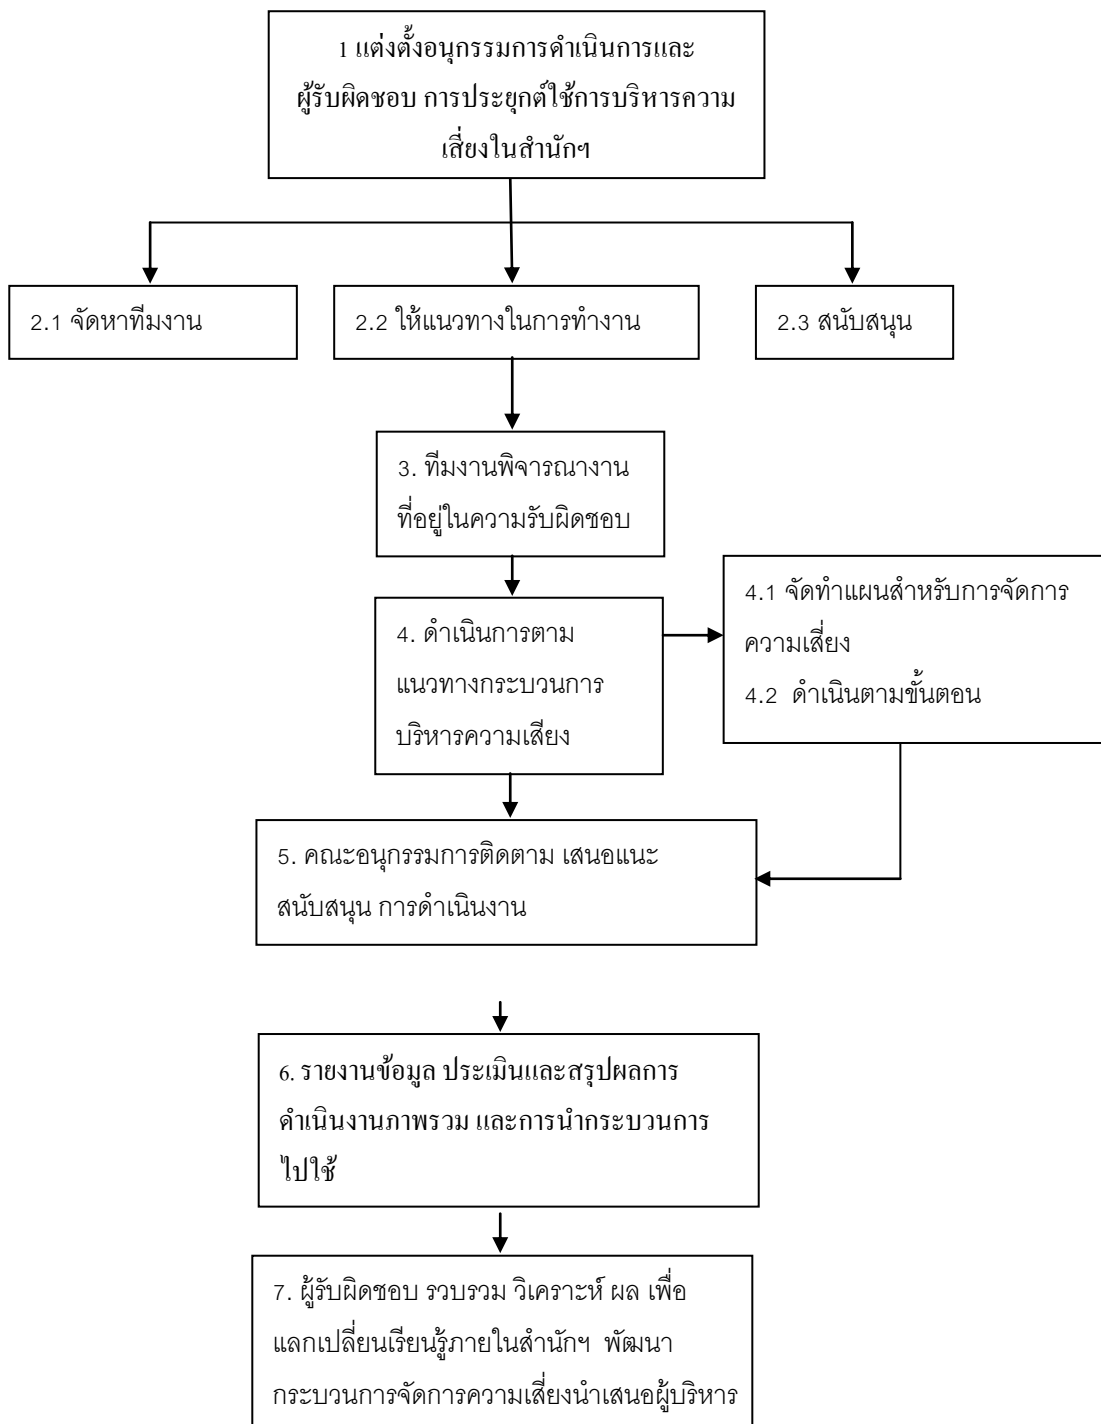 1 แต่งตั้งอนุกรรมการดำเนินการและ
ผู้รับผิดชอบ การประยุกต์ใช้การบริหารความ
เสี่ยงในสำนักฯ
2.1 จัดหาทีมงาน
2.2 ให้แนวทางในการทำงาน
2.3 สนับสนุน
3. ทีมงานพิจารณางาน
ที่อยู่ในความรับผิดชอบ
4. ดำเนินการตาม
แนวทางกระบวนการ
บริหารความเสียง
4.1 จัดทำแผนสำหรับการจัดการ
ความเสี่ยง
4.2 ดำเนินตามขั้นตอน
5. คณะอนุกรรมการติดตาม เสนอแนะ
สนับสนุน การดำเนินงาน
6. รายงานข้อมูล ประเมินและสรุปผลการ
ดำเนินงานภาพรวม และการนำกระบวนการ
ไปใช้
7. ผู้รับผิดชอบ รวบรวม วิเคราะห์ ผล เพื่อ
แลกเปลี่ยนเรียนรู้ภายในสำนักฯ พัฒนา
กระบวนการจัดการความเสี่ยงนำเสนอผู้บริหาร